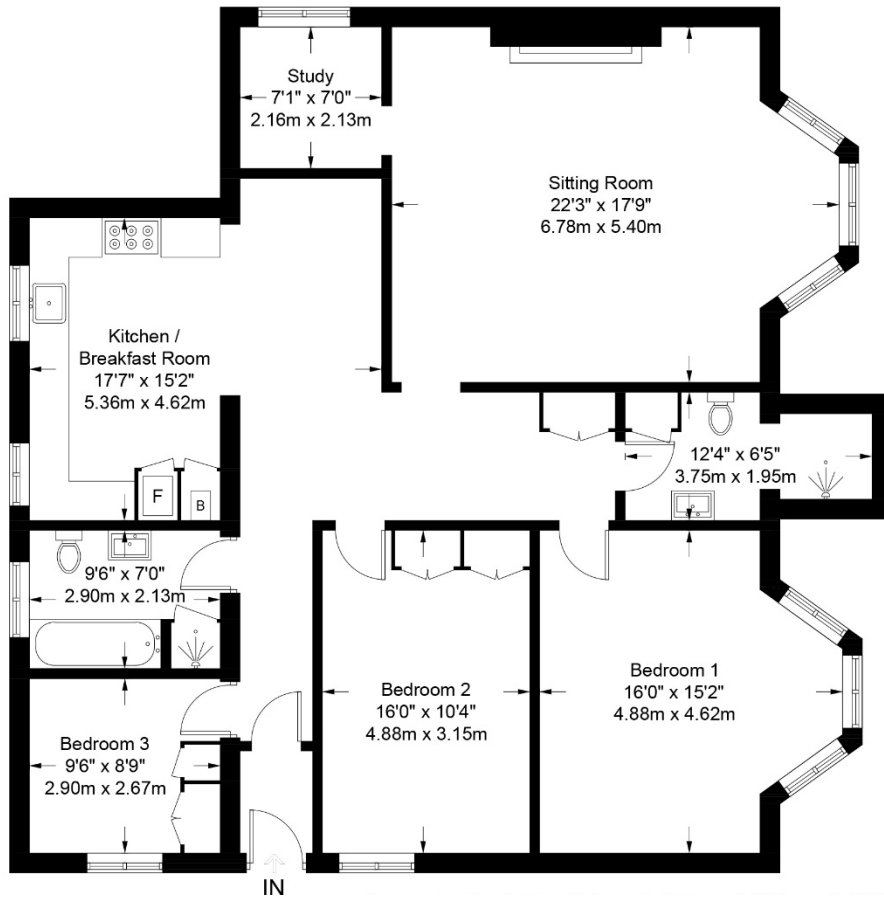 Study
7'1" x 7'0"
2.16m x 2.13m
Sitting Room
22'3" x 17'9"
6.78m x 5.40m
Kitchen /
Breakfast Room
17'7" x 15'2"
5.36m x 4.62m
F
B
12'4" x 6'5"
3.75m x 1.95m
9'6" x 7'0"
2.90m x 2.13m
Bedroom 3
9'6" x 8'9"
2.90m x 2.67m
Bedroom 2
16'0" x 10'4"
4.88m x 3.15m
Bedroom 1
16'0" x 15'2"
4.88m x 4.62m
IN